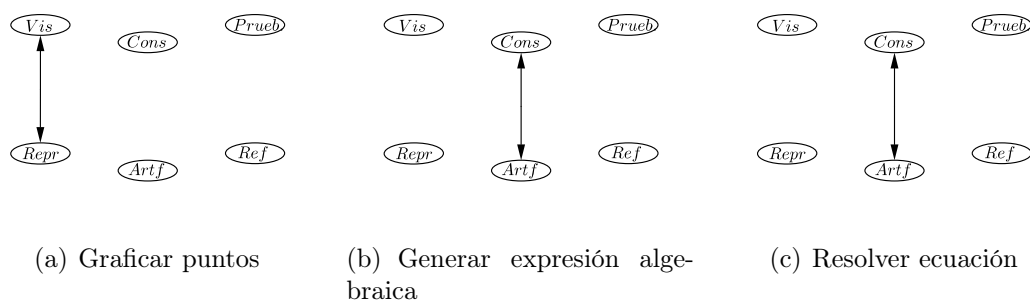 Vis Cons Prueb
Repr Artf Ref
(a) Graficar puntos
Vis Cons Prueb
Repr Artf Ref
(b) Generar expresión alge-
braica
Vis Cons Prueb
Repr Artf Ref
(c) Resolver ecuación